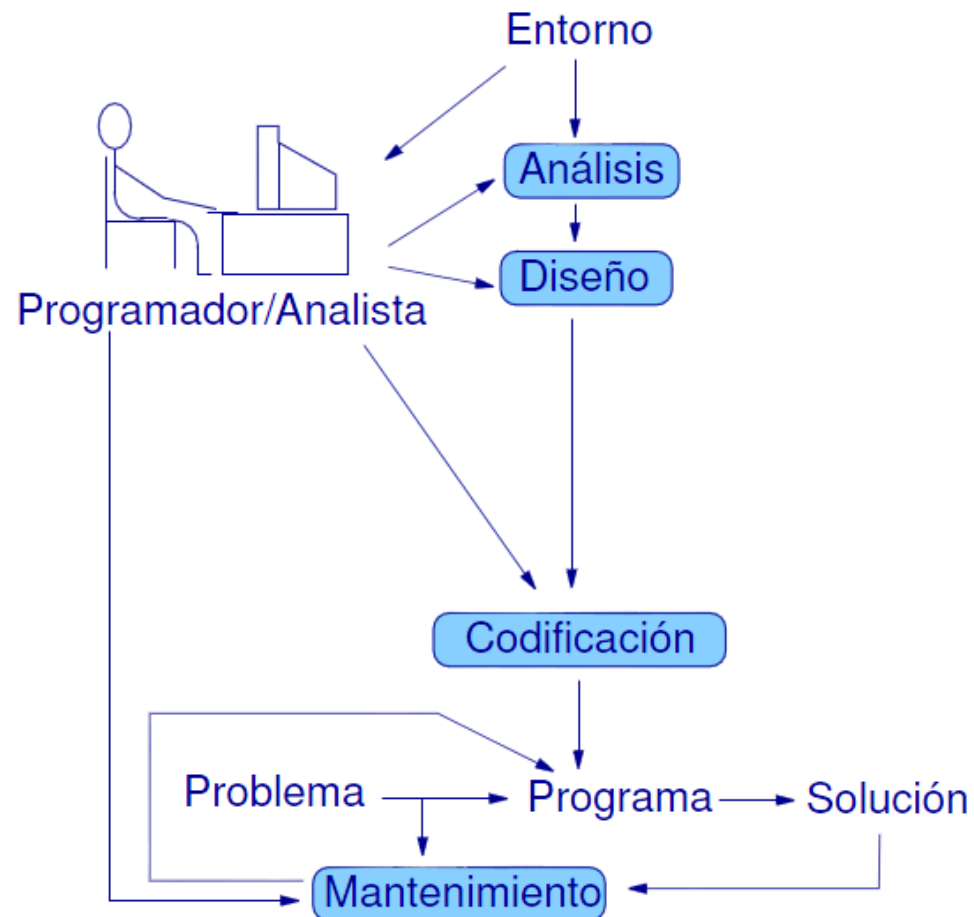 Entorno
Análisis
Diseño
Programador/Analista
Codificación
Problema
Programa
Solución
Mantenimiento